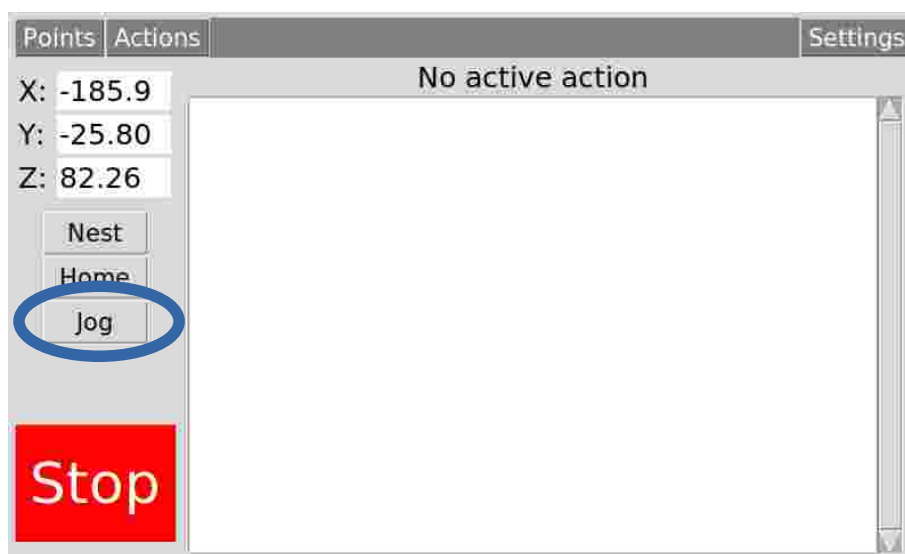 Points Actions Settings
No active action
X: -185.9
Y: -25.80
Z: 82.26
Nest
Home
Jog
Stop